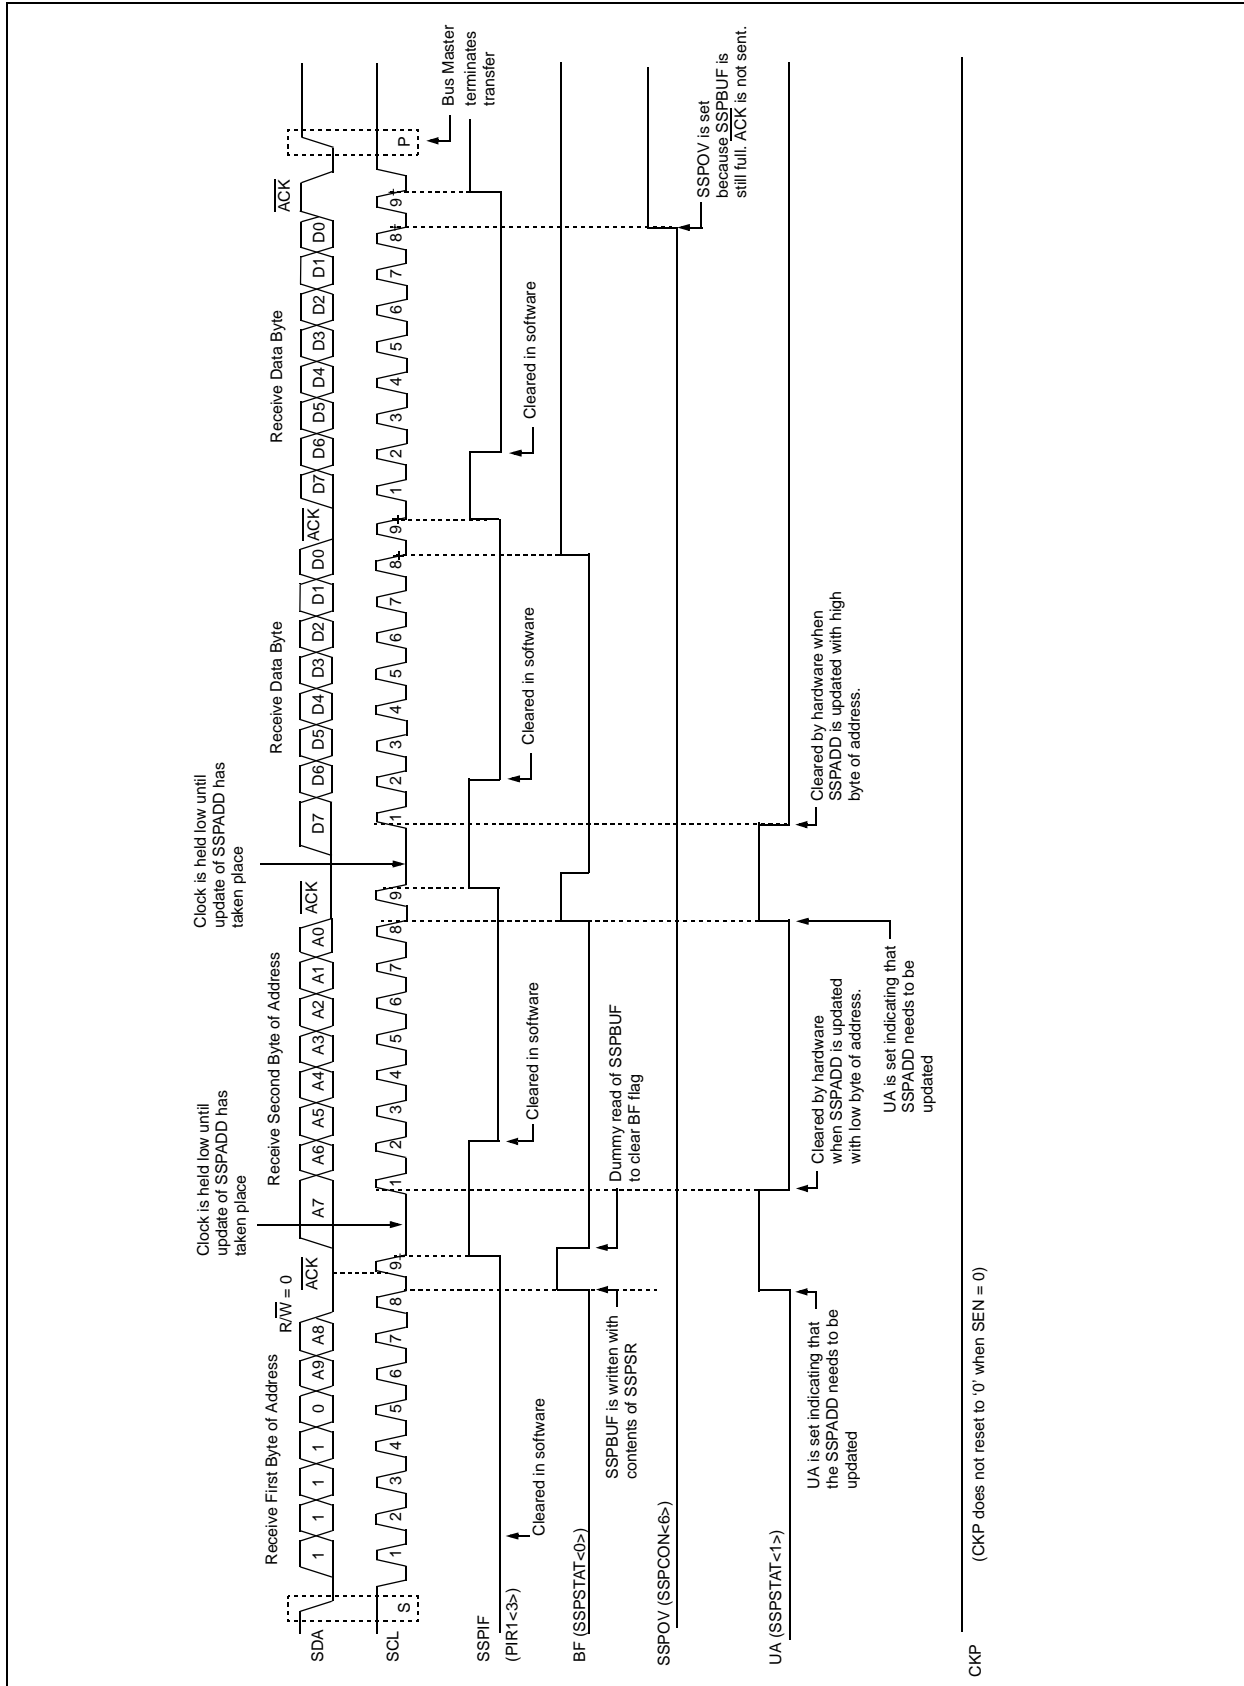 Receive First Byte of Address
R/W = 0
Receive Second Byte of Address
Receive Data Byte
Receive Data Byte
Clock is held low until
update of SSPADD has
taken place
Clock is held low until
update of SSPADD has
taken place
SDA
1 1 1 1 0 A9 A8 ACK A7 A6 A5 A4 A3 A2 A1 A0 ACK D7 D6 D5 D4 D3 D2 D1 D0 ACK D7 D6 D5 D4 D3 D2 D1 D0 ACK
SCL
S 1 2 3 4 5 6 7 8 9 1 2 3 4 5 6 7 8 9 1 2 3 4 5 6 7 8 9 1 2 3 4 5 6 7 8 9 P
Bus Master
terminates
transfer
SSPIF
(PIR1<3>)
Cleared in software
Cleared in software
Cleared in software
Cleared in software
BF (SSPSTAT<0>)
SSPBUF is written with
contents of SSPSR
Dummy read of SSPBUF
to clear BF flag
SSPOV (SSPCON<6>)
SSPOV is set
because SSPBUF is
still full. ACK is not sent.
UA (SSPSTAT<1>)
UA is set indicating that
the SSPADD needs to be
updated
Cleared by hardware
when SSPADD is updated
with low byte of address.
UA is set indicating that
SSPADD needs to be
updated
Cleared by hardware when
SSPADD is updated with high
byte of address.
CKP
(CKP does not reset to ‘0’ when SEN = 0)